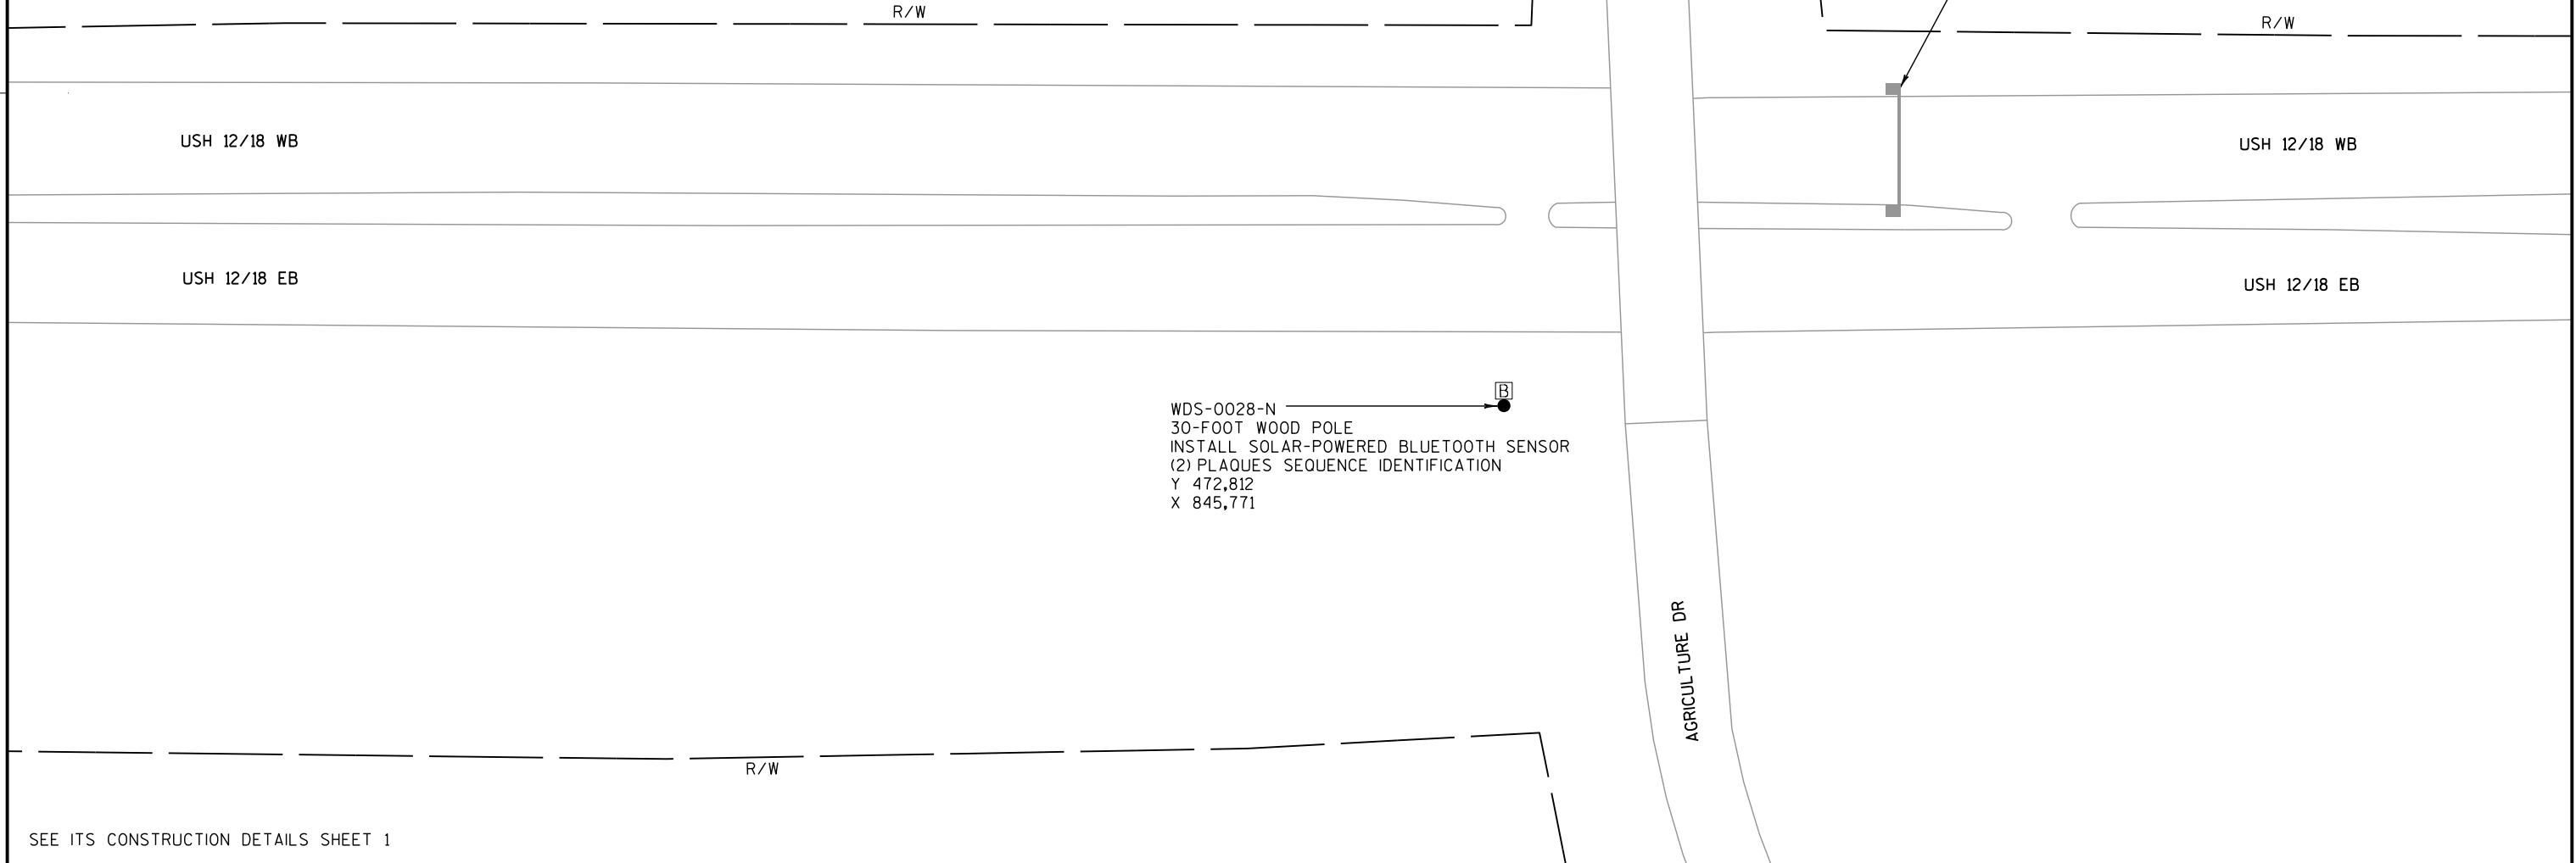 R/W
R/W
USH 12/18 WB
USH 12/18 WB
USH 12/18 EB
USH 12/18 EB
B
WDS-0028-N
30-FOOT WOOD POLE
INSTALL SOLAR-POWERED BLUETOOTH SENSOR
(2) PLAQUES SEQUENCE IDENTIFICATION
Y 472,812
X 845,771
AGRICULTURE DR
R/W
SEE ITS CONSTRUCTION DETAILS SHEET 1